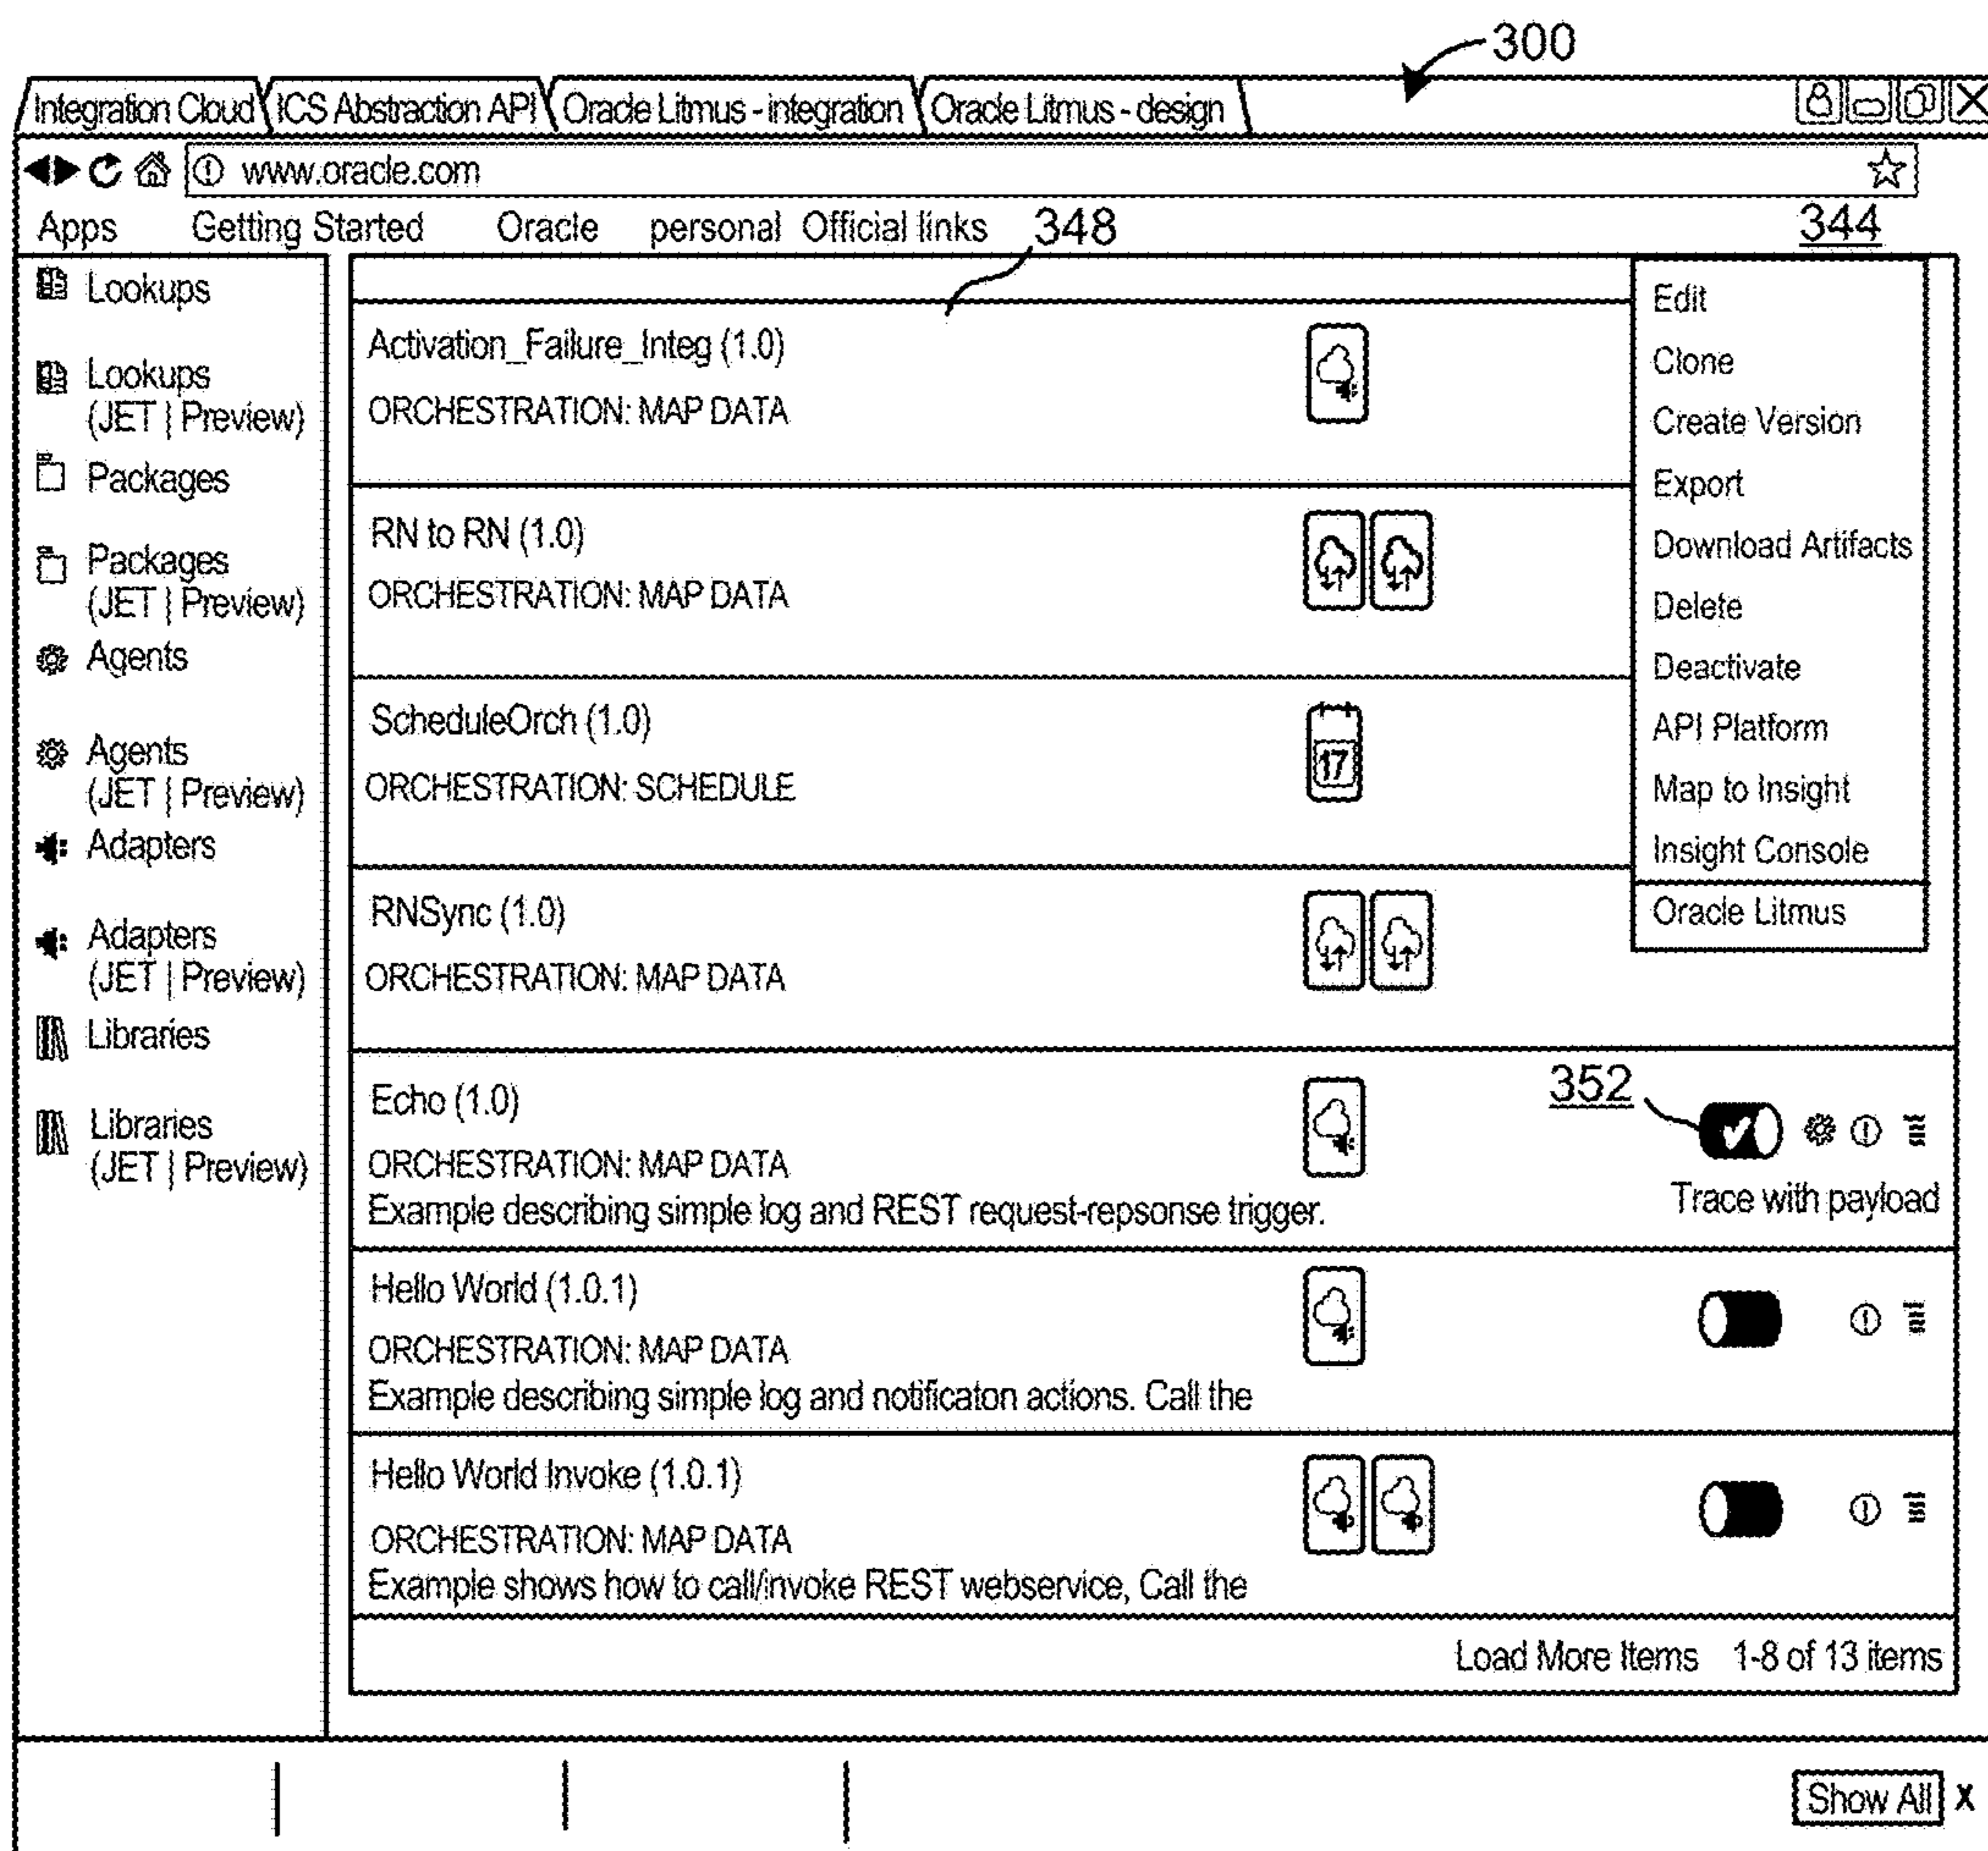 300
Integration Cloud ICS Abstraction API Oracle Litmus - integration Oracle Litmus - design
www.oracle.com
Apps Getting Started Oracle personal Official links 348 344
Lookups
Lookups
(JET | Preview)
Packages
Packages
(JET | Preview)
Agents
Agents
(JET | Preview)
Adapters
Adapters
(JET | Preview)
Libraries
Libraries
(JET | Preview)
Activation_Failure_Integ (1.0)
ORCHESTRATION: MAP DATA
RN to RN (1.0)
ORCHESTRATION: MAP DATA
ScheduleOrch (1.0)
17
ORCHESTRATION: SCHEDULE
RNSync (1.0)
ORCHESTRATION: MAP DATA
Edit
Clone
Create Version
Export
Download Artifacts
Delete
Deactivate
API Platform
Map to Insight
Insight Console
Oracle Litmus
Echo (1.0)
352
ORCHESTRATION: MAP DATA
Example describing simple log and REST request-repsonse trigger.
Trace with payload
Hello World (1.0.1)
ORCHESTRATION: MAP DATA
Example describing simple log and notificaton actions. Call the
Hello World Invoke (1.0.1)
ORCHESTRATION: MAP DATA
Example shows how to call/invoke REST webservice, Call the
Load More Items 1-8 of 13 items
Show All X